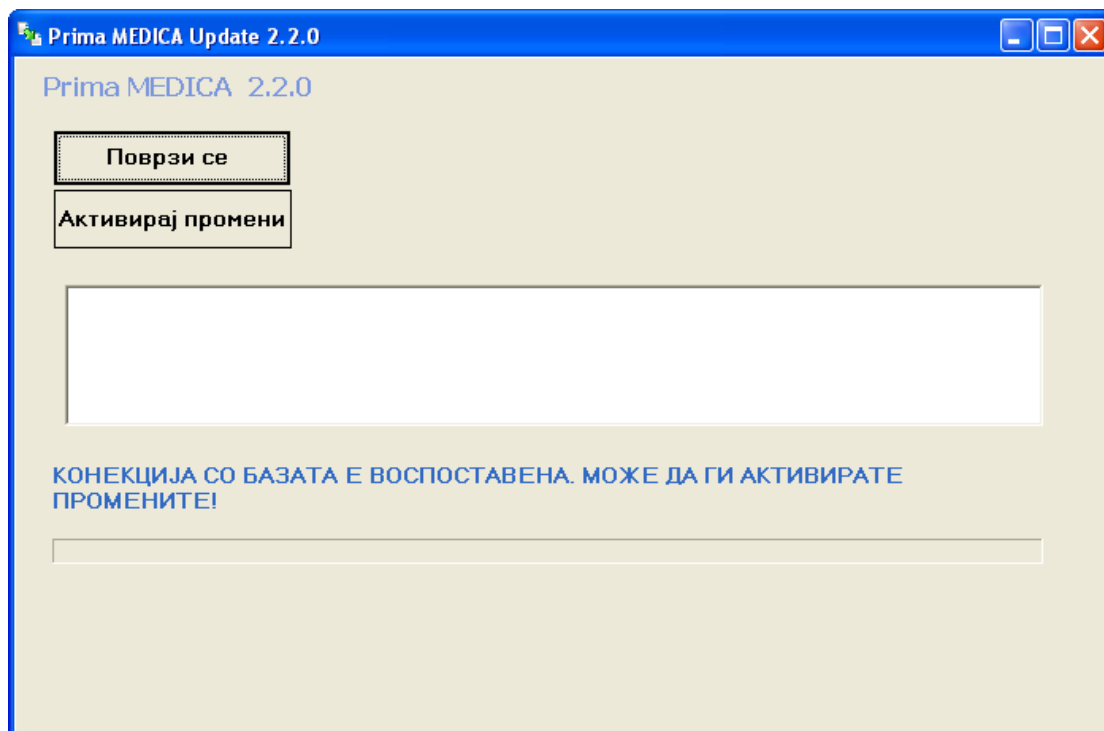 Prima MEDICA Update 2.2.0
Prima MEDICA 2.2.0
Поврзи се
Активирај промени
КОНЕКЦИЈА СО БАЗАТА Е ВОСПОСТАВЕНА. МОЖЕ ДА ГИ АКТИВИРАТЕ
ПРОМЕНИТЕ!